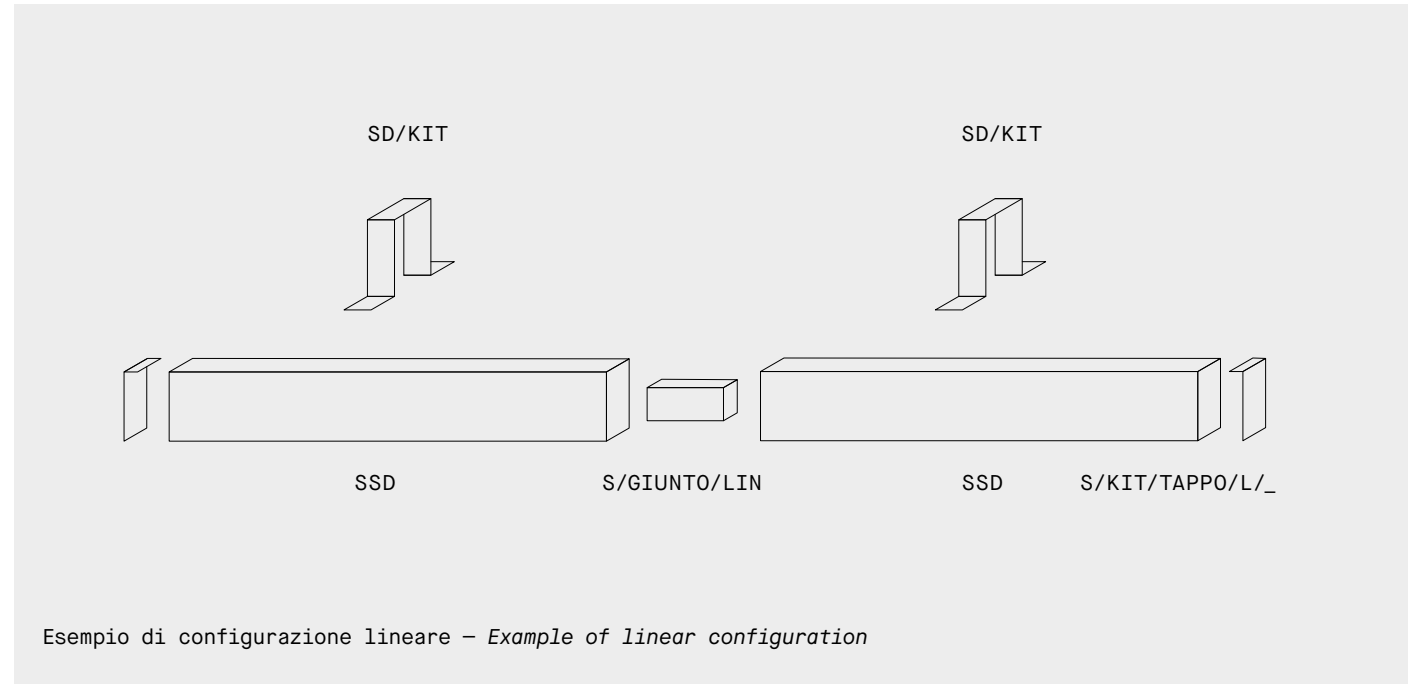 SD/KIT SD/KIT
SSD S/GIUNTO/LIN SSD S/KIT/TAPPO/L/_
Esempio di configurazione lineare — Example of linear configuration